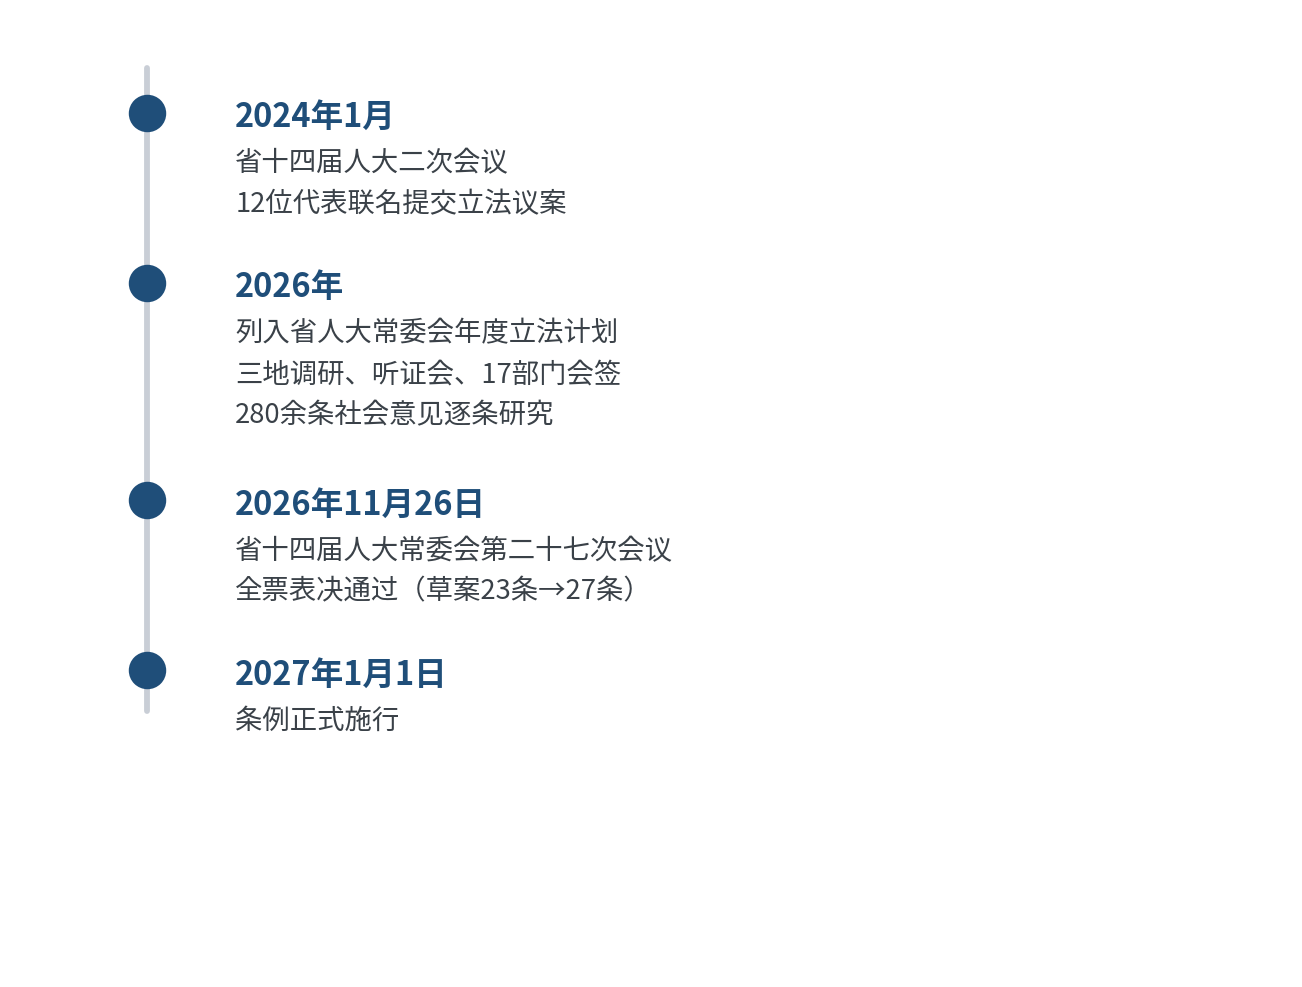 2024年1月
省十四届人大二次会议
12位代表联名提交立法议案
2026年
列入省人大常委会年度立法计划
三地调研、听证会、17部门会签
280余条社会意见逐条研究
2026年11月26日
省十四届人大常委会第二十七次会议
全票表决通过（草案23条→27条）
2027年1月1日
条例正式施行